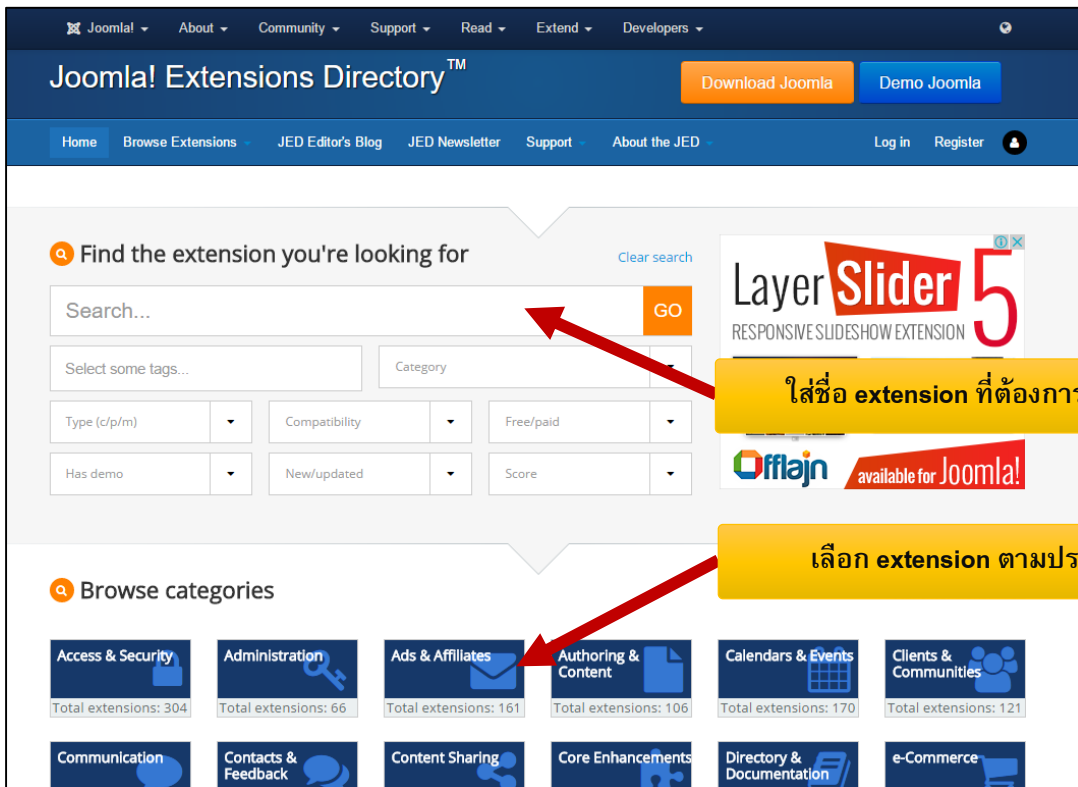 Joomla! About Community Support Read Extend Developers
Joomla! Extensions Directory™
Download Joomla Demo Joomla
Home Browse Extensions JED Editor's Blog JED Newsletter Support About the JED Log in Register
Find the extension you're looking for
Clear search
Search...
GO
Select some tags...
Category
Type (c/p/m)
Compatibility
Free/paid
Has demo
New/updated
Score
Layer Slider 5
RESPONSIVE SLIDESHOW EXTENSION
ใส่ชื่อ extension ที่ต้องการ
Offlajn
available for Joomla!
เลือก extension ตามปร
Browse categories
Access & Security
Total extensions: 304
Administration
Total extensions: 66
Ads & Affiliates
Total extensions: 161
Authoring &
Content
Total extensions: 106
Calendars & Events
Total extensions: 170
Clients &
Communities
Total extensions: 121
Communication
Contacts &
Feedback
Content Sharing
Core Enhancements
Directory &
Documentation
e-Commerce